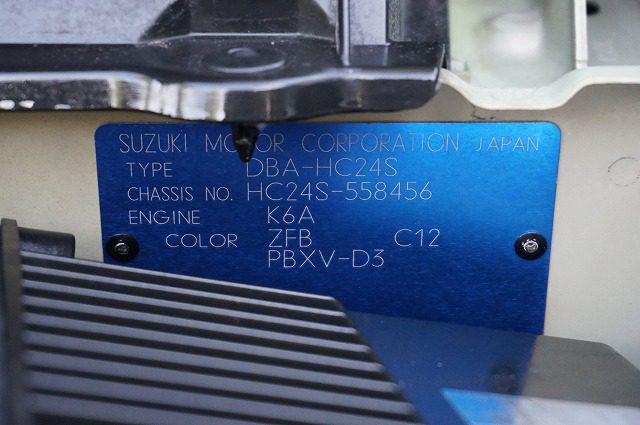 SUZUKI MOTOR CORPORATION JAPAN
TYPE DBA-HC24S
CHASSIS NO. HC24S-558456
ENGINE K6A
COLOR ZFB C12
PBXV-D3